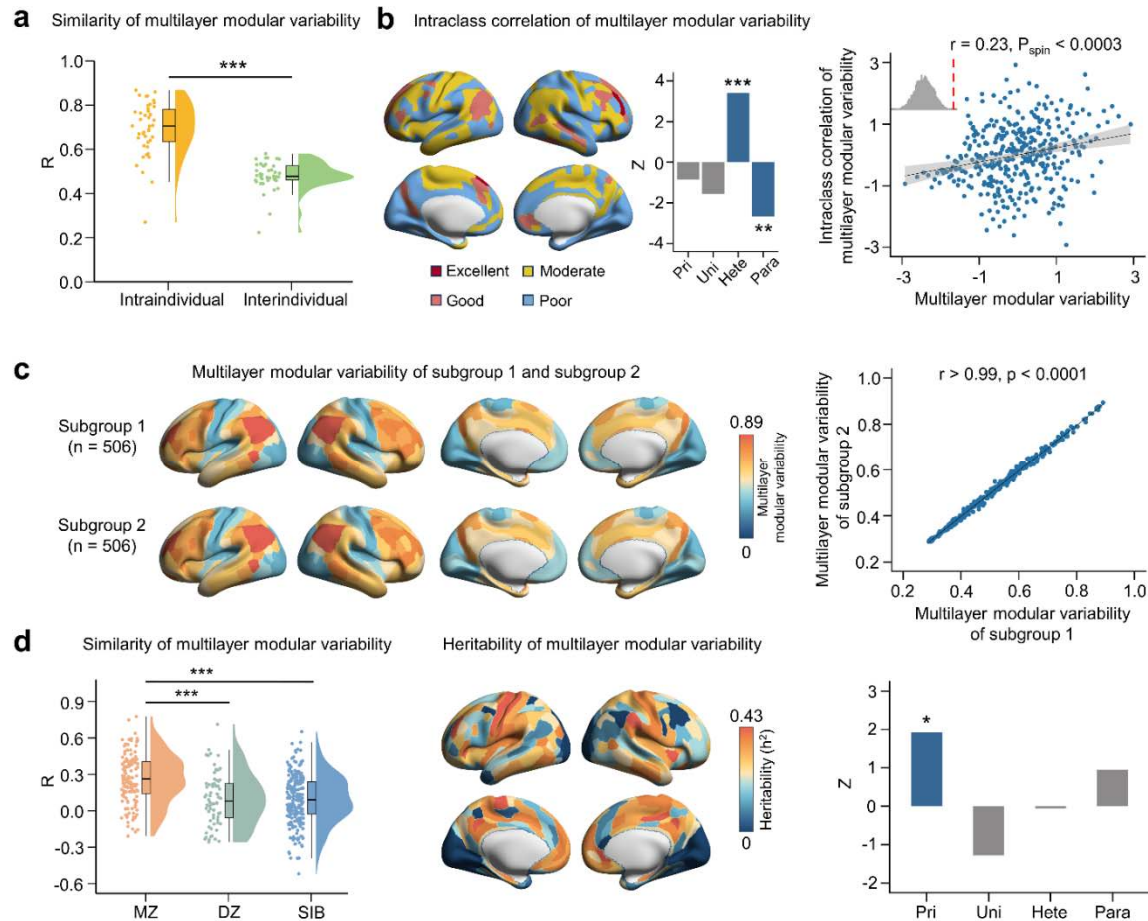 a
Similarity of multilayer modular variability
1.0
0.8
0.6
0.4
0.2
0.0
R
***
Intraindividual
Interindividual
b
Intraclass correlation of multilayer modular variability
Excellent
Moderate
Good
Poor
4
2
0
-2
-4
Z
***
**
Pri
Uni
Hete
Para
r = 0.23, Pspin < 0.0003
Intraclass correlation of
multilayer modular variability
3
1
-1
-3
-3
-1
1
3
Multilayer modular variability
c
Multilayer modular variability of subgroup 1 and subgroup 2
Subgroup 1
(n = 506)
Subgroup 2
(n = 506)
0.89
0
Multilayer
modular variability
r > 0.99, p < 0.0001
Multilayer modular variability
of subgroup 2
1.0
0.8
0.6
0.4
0.2
0.2
0.4
0.6
0.8
1.0
Multilayer modular variability
of subgroup 1
d
Similarity of multilayer modular variability
***
***
0.9
0.6
0.3
0.0
-0.3
-0.6
R
MZ
DZ
SIB
Heritability of multilayer modular variability
0.43
0
Heritability (h²)
3
2
1
0
-1
-2
Z
*
Pri
Uni
Hete
Para